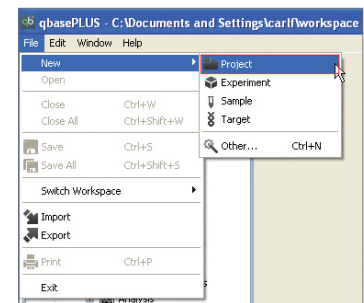 qbasePLUS - C:\Documents and Settings\carlf\workspace
File Edit Window Help
New
Open
Close Ctrl+W
Close All Ctrl+Shift+W
Save Ctrl+S
Save All Ctrl+Shift+S
Switch Workspace
Import
Export
Print Ctrl+P
Exit
Project
Experiment
Sample
Target
Other... Ctrl+N
Analysis